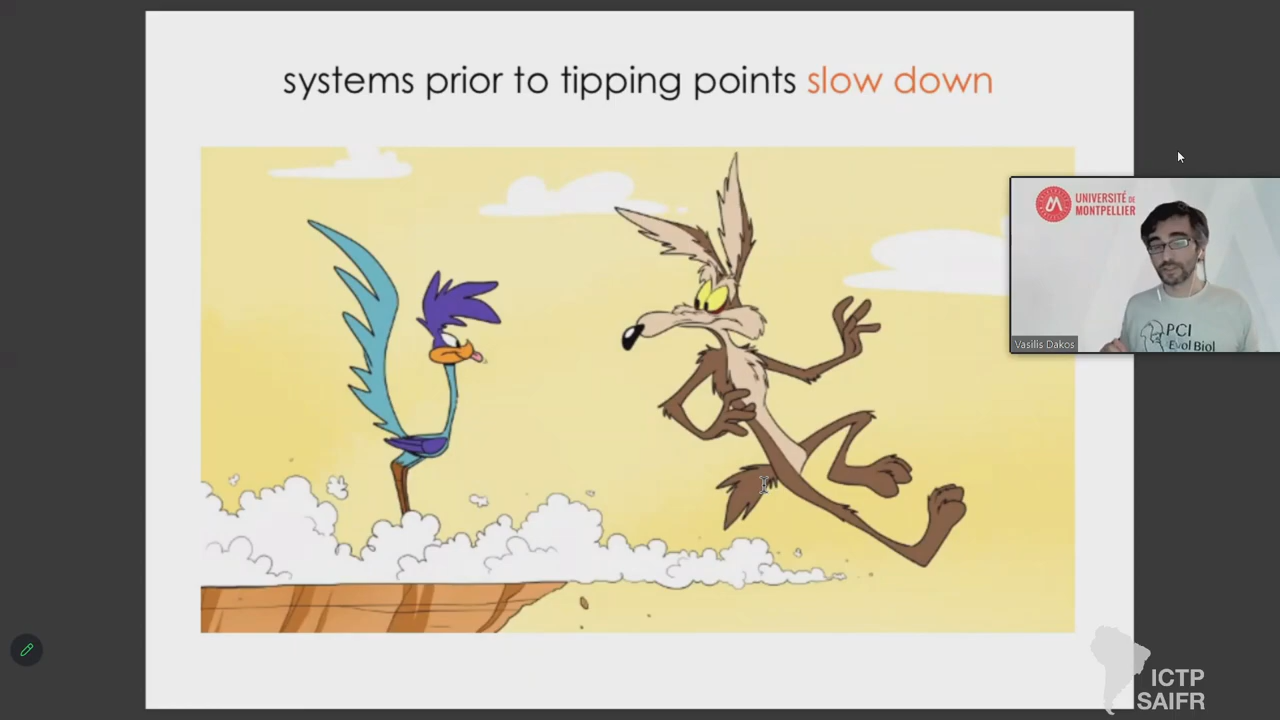 systems prior to tipping points slow down
UNIVERSITÉ DE
MONTPELLIER
PCI
Evol Biol
Vasilis Dakos
ICTP
SAIFR